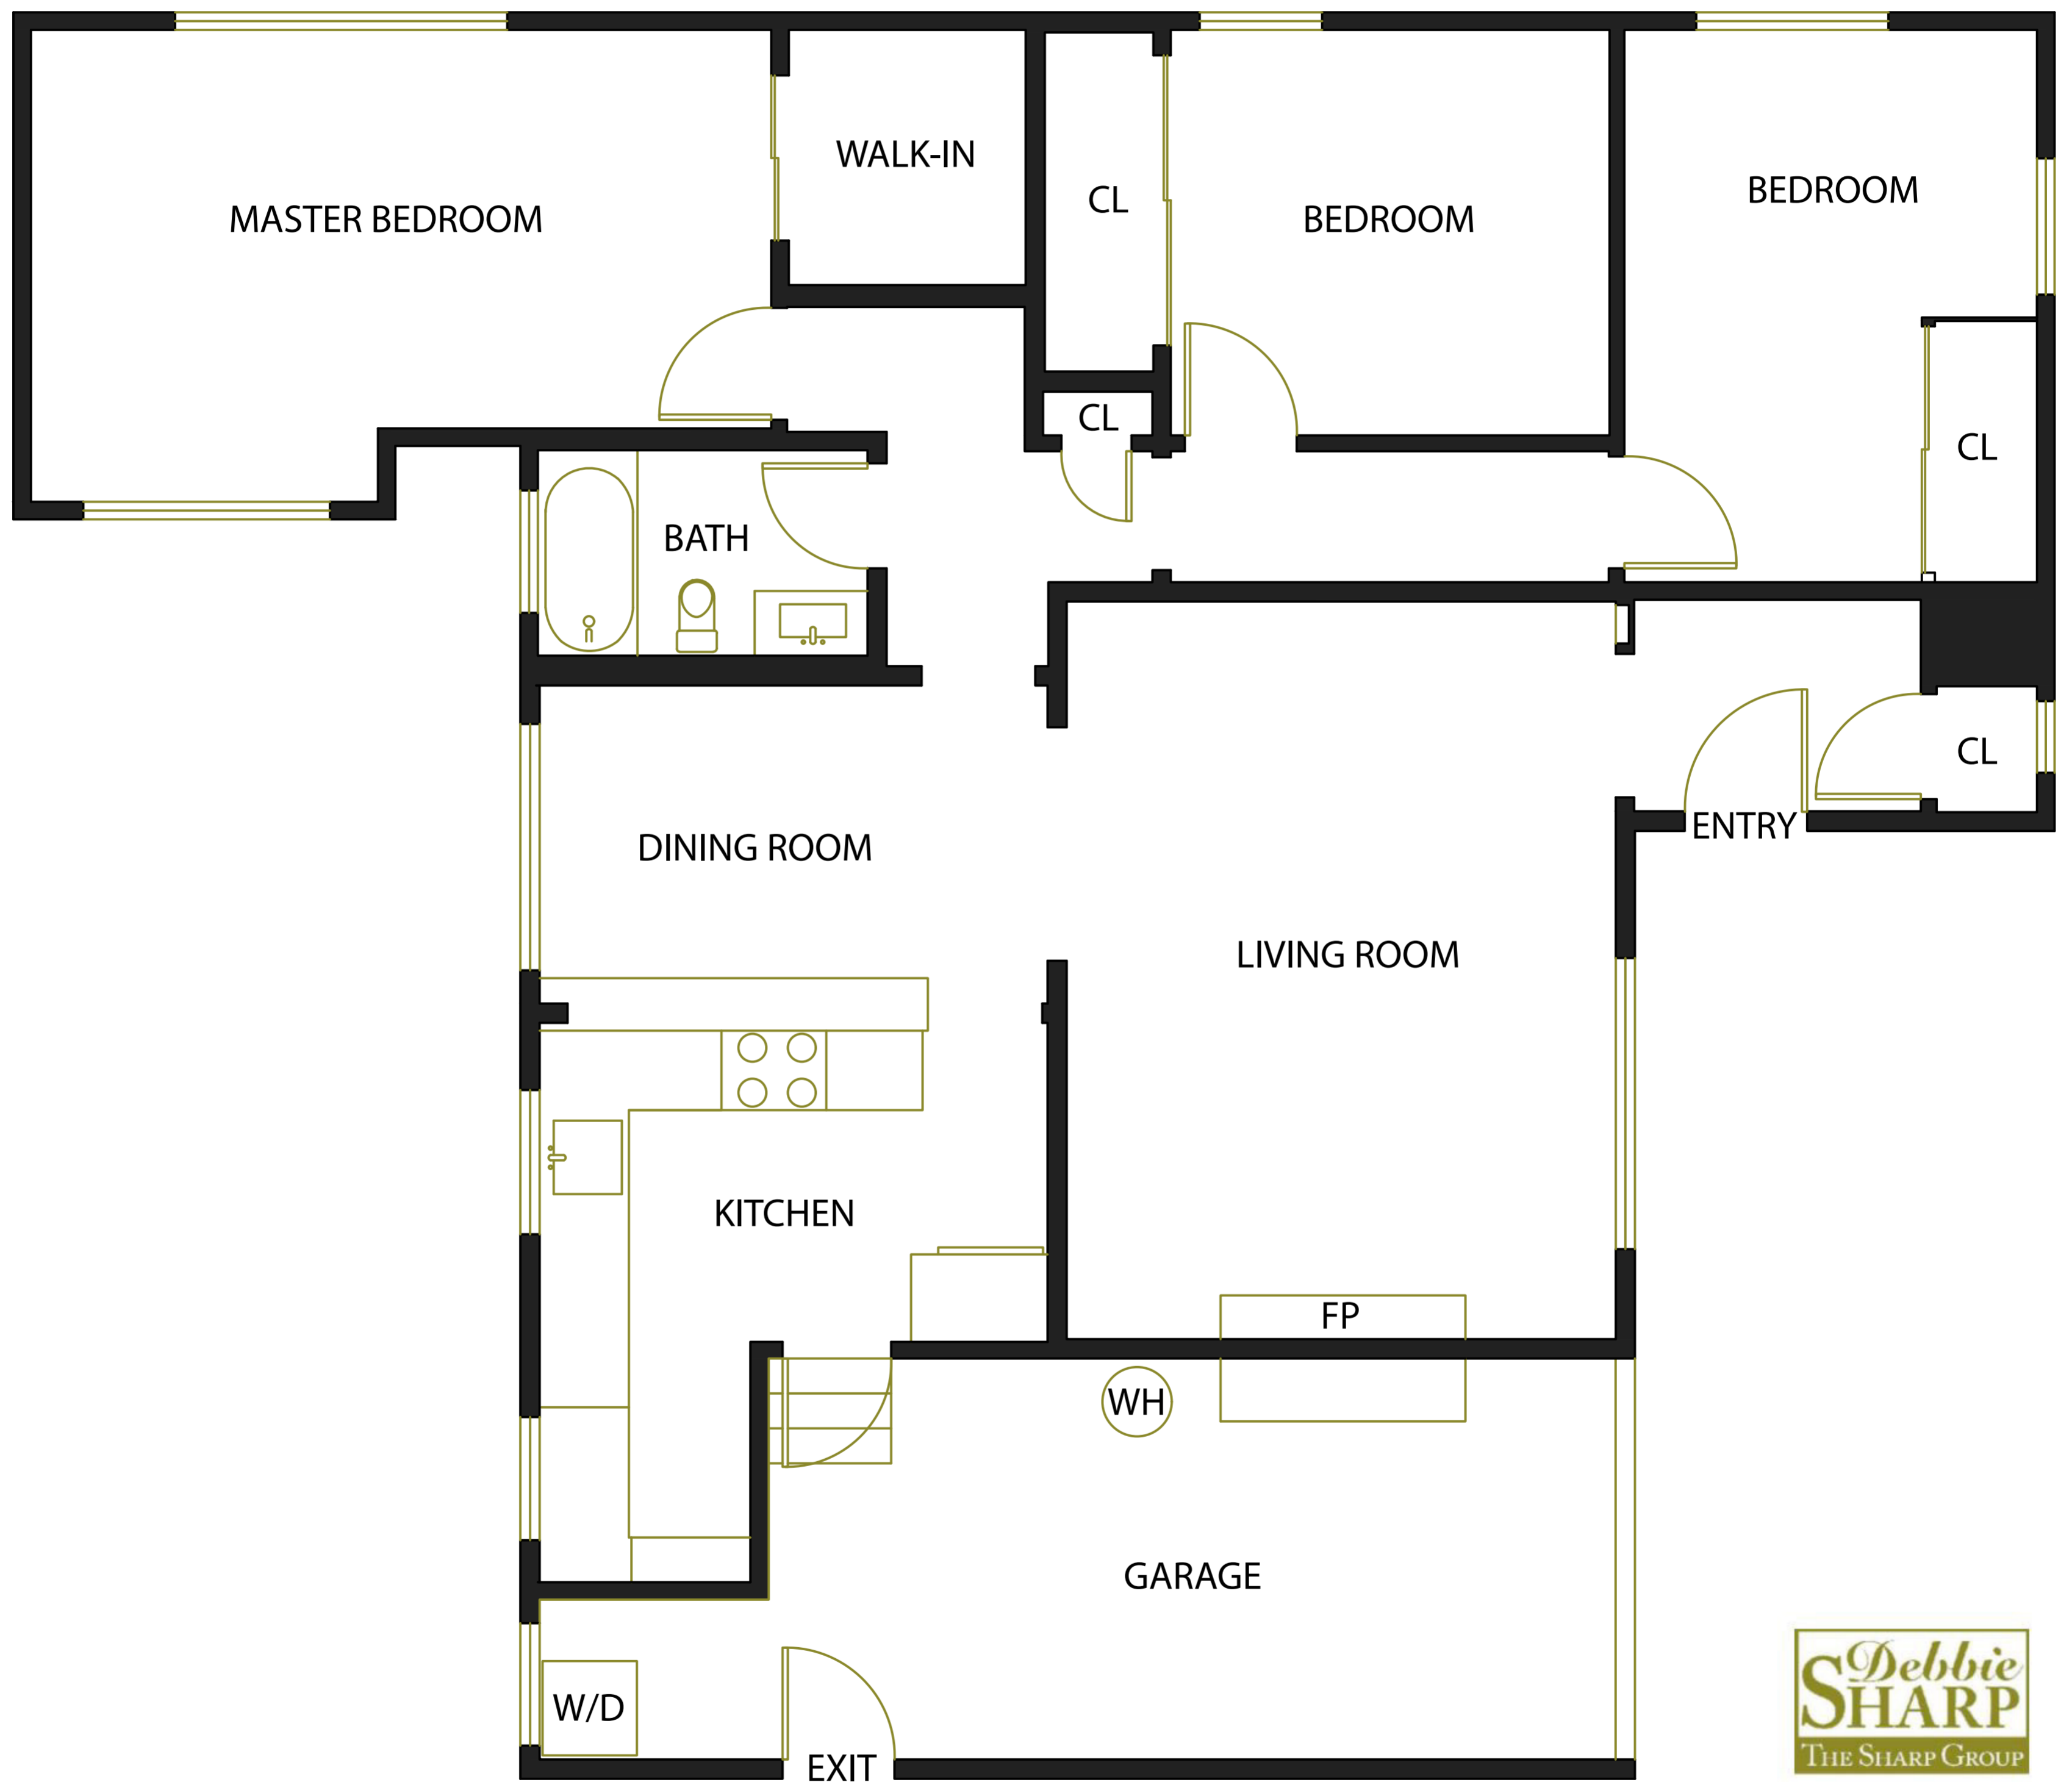 WALK-IN
MASTER BEDROOM
CL
BEDROOM
BEDROOM
CL
CL
BATH
CL
ENTRY
DINING ROOM
LIVING ROOM
KITCHEN
FP
WH
GARAGE
W/D
EXIT
Debbie
SHARP
THE SHARP GROUP